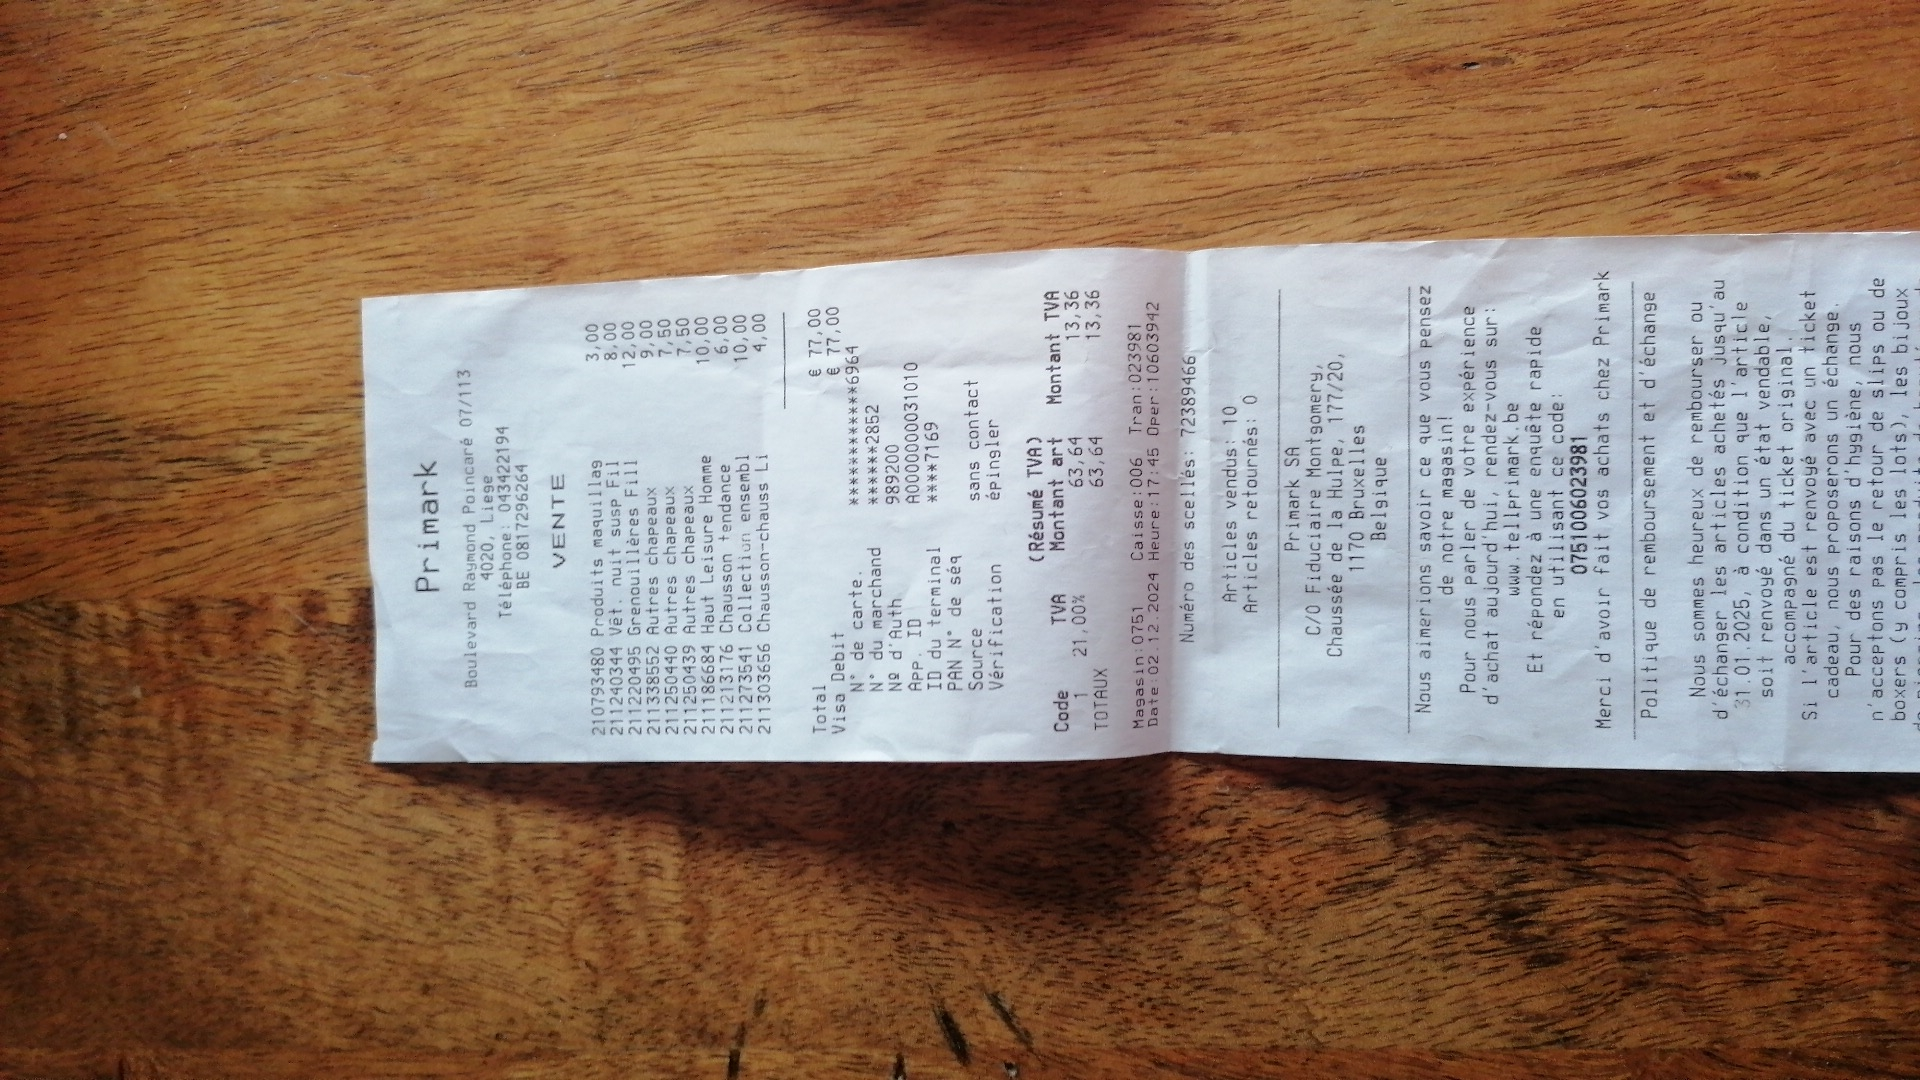 Primark
Boulevard Raymond Poincaré 07/113
4020, Liege
Téléphone: 043422194
BE 0817296264
VENTE
210793480 Produits maquillag 3,00
211240344 Vêt. nuit susp Fil 8,00
211220495 Grenouillères Fill 12,00
211338552 Autres chapeaux 9,00
211250440 Autres chapeaux 7,50
211250439 Autres chapeaux 7,50
211186684 Haut Leisure Homme 10,00
211213176 Chausson tendance 6,00
211273541 Collection ensembl 10,00
211303656 Chausson-chauss Li 4,00
Total € 77,00
Visa Debit € 77,00
N° de carte. ************6964
N° du marchand ******2852
Nº d'Auth 989200
App. ID A0000000031010
ID du terminal ****7169
PAN N° de séq
Source sans contact
Vérification épingler
(Résumé TVA)
Code TVA Montant art Montant TVA
1 21,00% 63,64 13,36
TOTAUX 63,64 13,36
Magasin:0751 Caisse:006 Tran:023981
Date:02.12.2024 Heure:17:45 Oper:10603942
Numéro des scellés: 72389466
Articles vendus: 10
Articles retournés: 0
Primark SA
C/O Fiduciaire Montgomery,
Chaussée de la Hulpe, 177/20,
1170 Bruxelles
Belgique
Nous aimerions savoir ce que vous pensez
de notre magasin!
Pour nous parler de votre expérience
d'achat aujourd'hui, rendez-vous sur:
www.tellprimark.be
Et répondez à une enquête rapide
en utilisant ce code:
0751006023981
Merci d'avoir fait vos achats chez Primark
Politique de remboursement et d'échange
Nous sommes heureux de rembourser ou
d'échanger les articles achetés jusqu'au
31.01.2025, à condition que l'article
soit renvoyé dans un état vendable,
accompagné du ticket original.
Si l'article est renvoyé avec un ticket
cadeau, nous proposerons un échange.
Pour des raisons d'hygiène, nous
n'acceptons pas le retour de slips ou de
boxers (y compris les lots), les bijoux